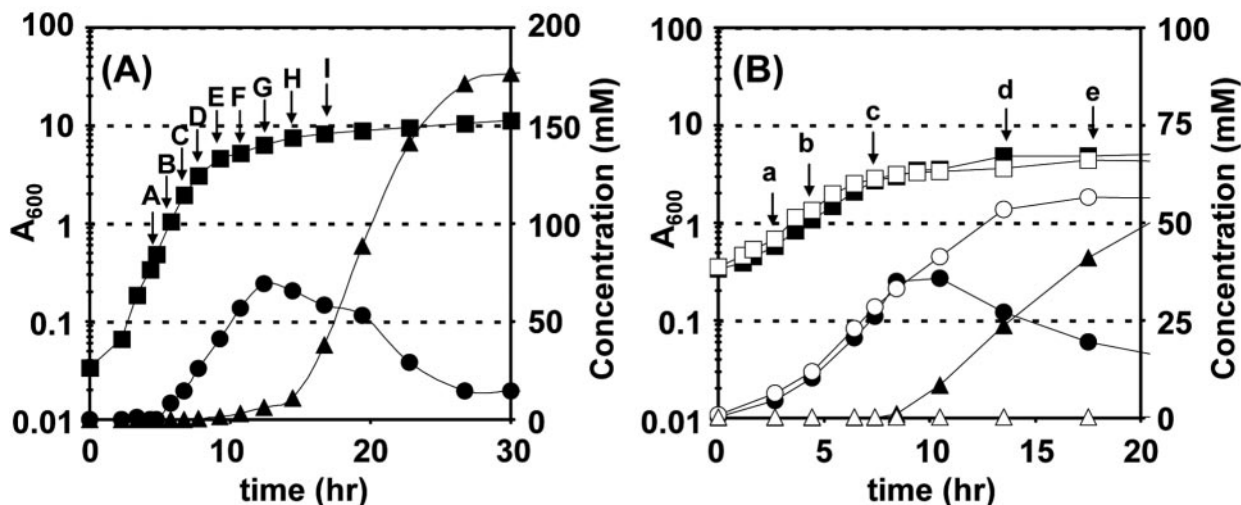 (A)
A600
100
10
1
0.1
0.01
A
B
C
D
E
F
G
H
I
200
150
100
50
0
Concentration (mM)
0 10 20 30
time (hr)
(B)
A600
100
10
1
0.1
0.01
a
b
c
d
e
100
75
50
25
0
Concentration (mM)
0 5 10 15 20
time (hr)